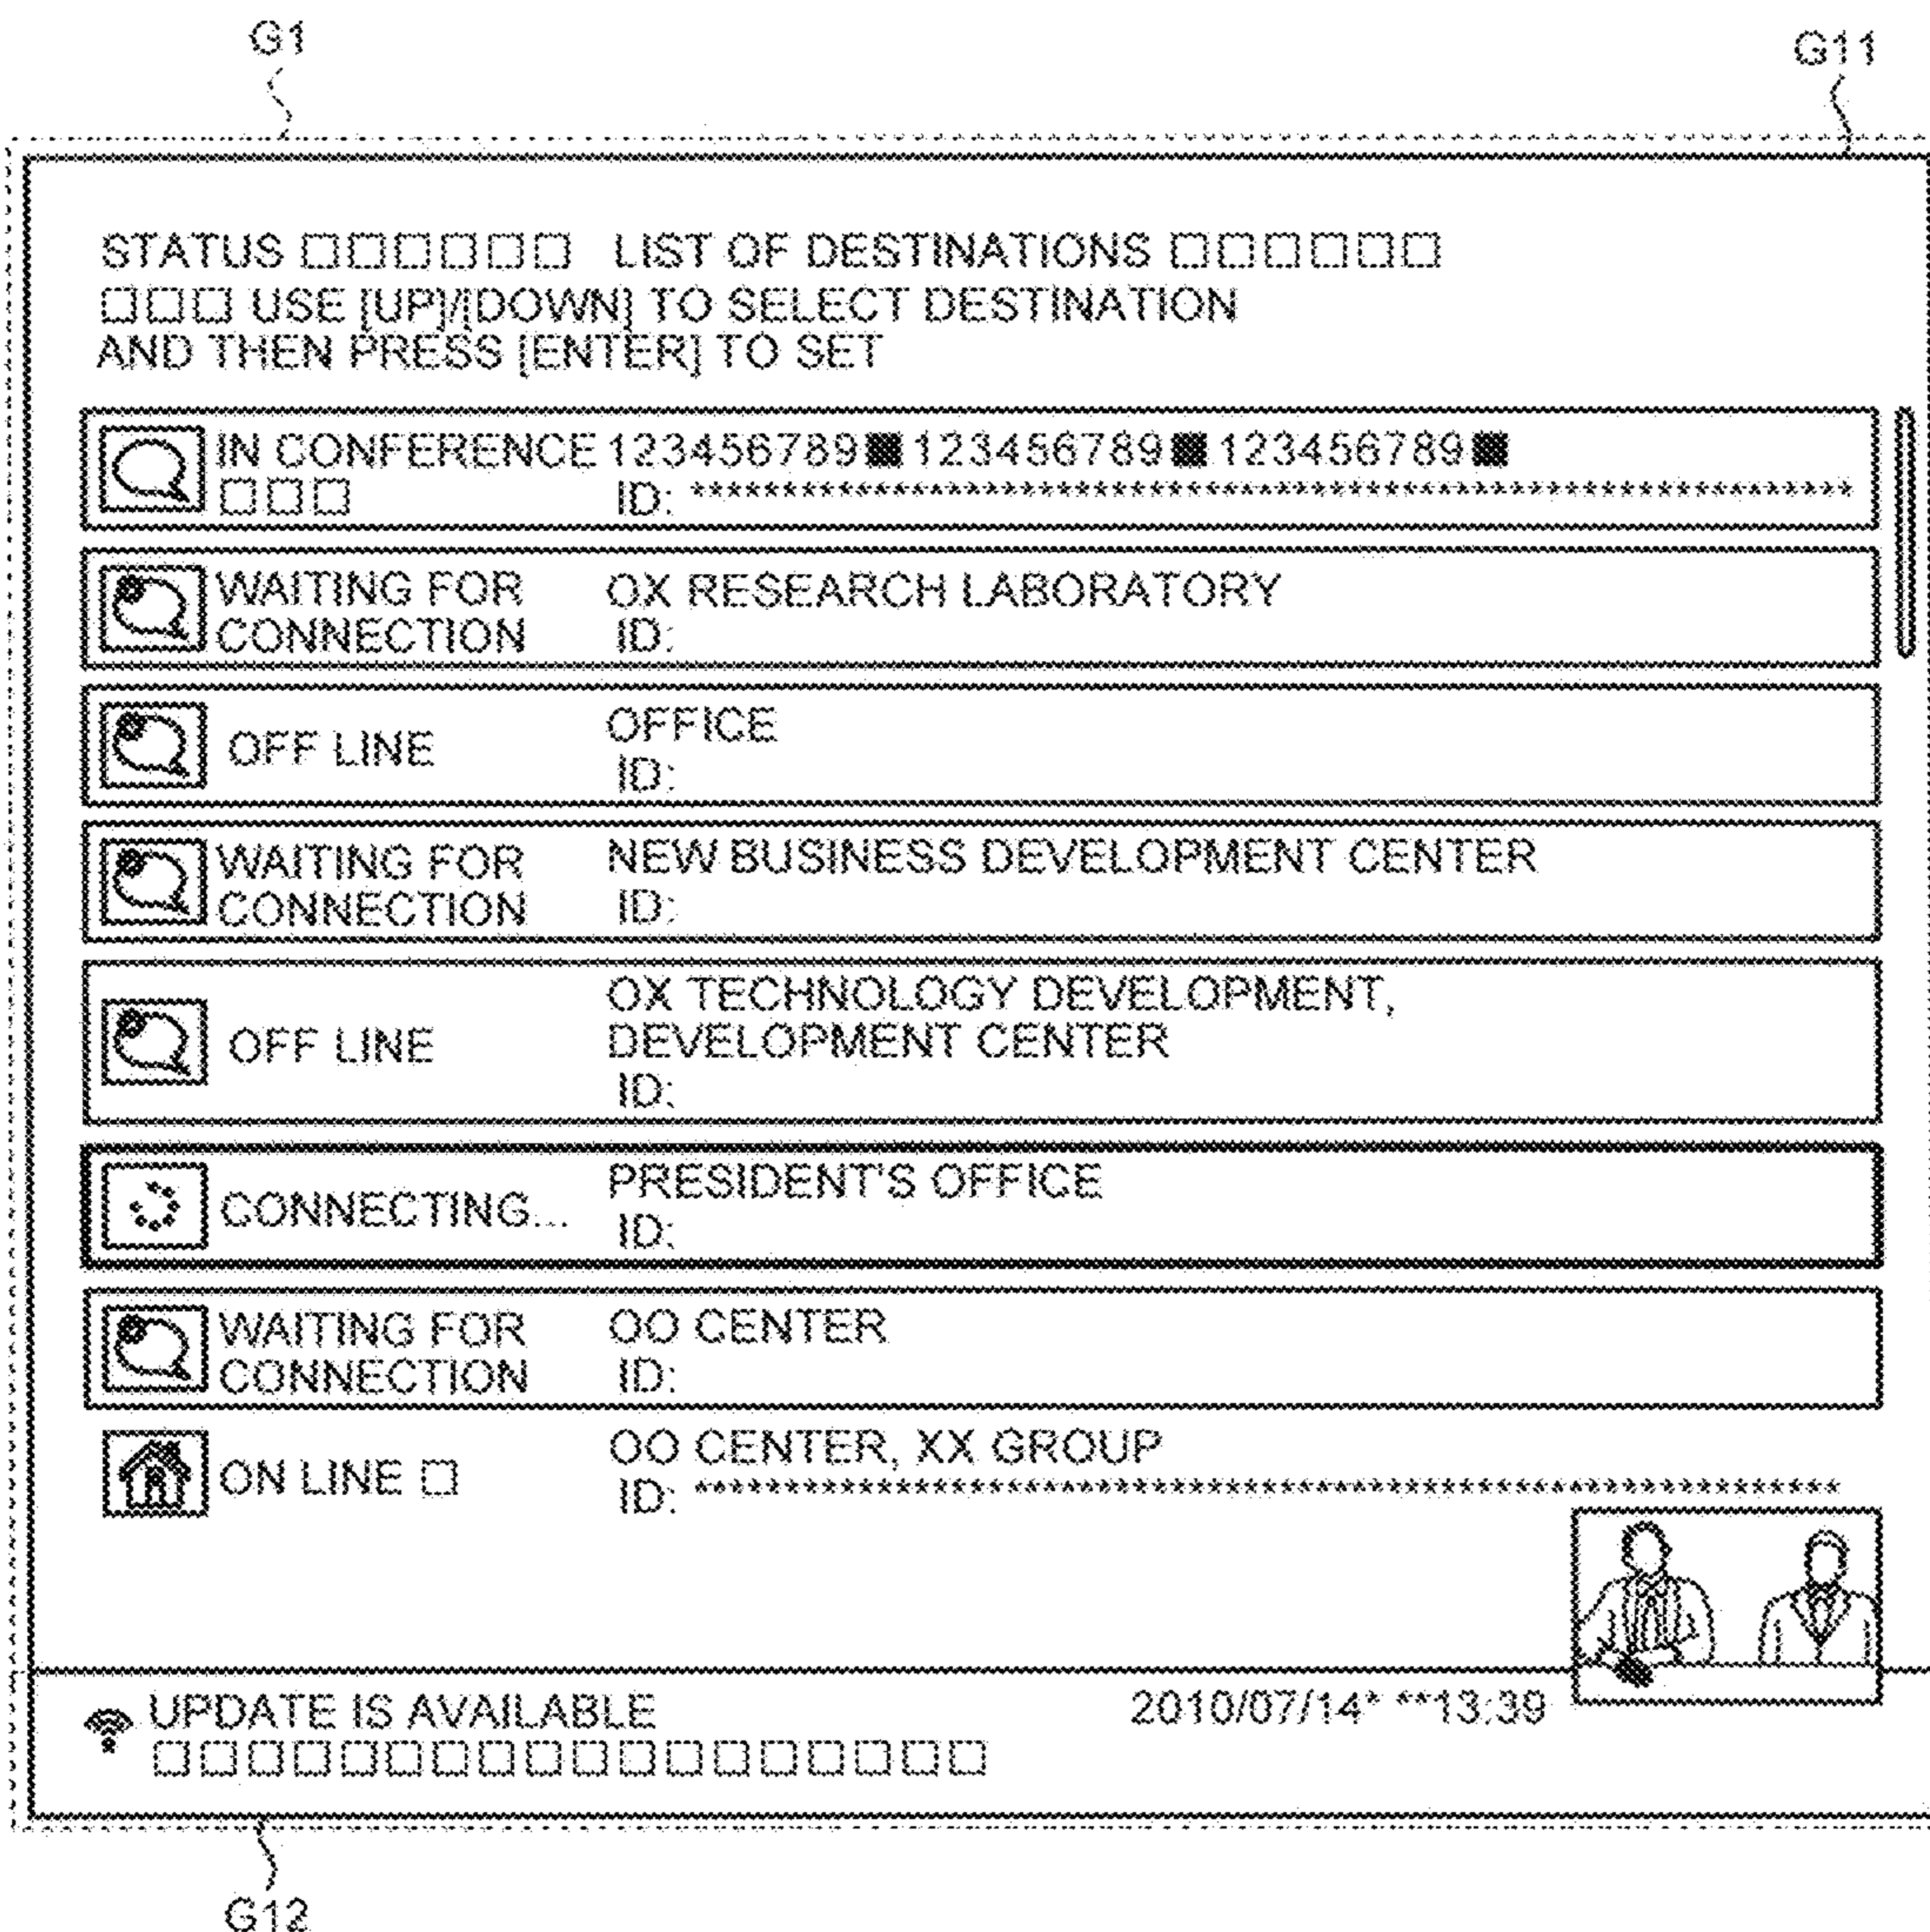 G1
G11
STATUS □□□□□□ LIST OF DESTINATIONS □□□□□□
□□□ USE [UP]/[DOWN] TO SELECT DESTINATION
AND THEN PRESS [ENTER] TO SET
IN CONFERENCE 123456789■123456789■123456789■
□□□ ID: **************************************************************
WAITING FOR OX RESEARCH LABORATORY
CONNECTION ID:
OFF LINE
OFFICE
ID:
WAITING FOR NEW BUSINESS DEVELOPMENT CENTER
CONNECTION ID:
OFF LINE
OX TECHNOLOGY DEVELOPMENT,
DEVELOPMENT CENTER
ID:
CONNECTING...
PRESIDENT'S OFFICE
ID:
WAITING FOR OO CENTER
CONNECTION ID:
ON LINE □
OO CENTER, XX GROUP
ID: **************************************************************
UPDATE IS AVAILABLE 2010/07/14* **13:39
□□□□□□□□□□□□□□□□□□
G12